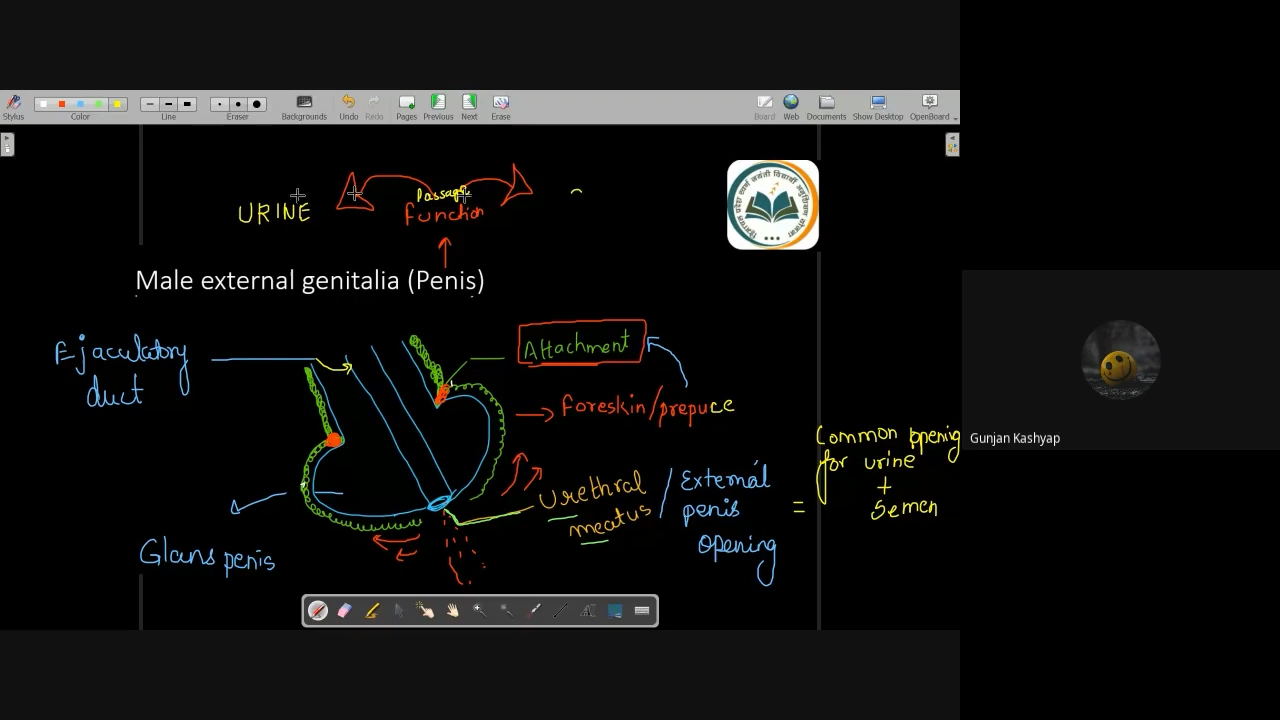 Stylus
Color
Line
Eraser
Backgrounds
Undo
Redo
Pages
Previous
Next
Erase
Board
Web
Documents
Show Desktop
OpenBoard
URINE
Passage
function
Male external genitalia (Penis)
Ejaculatory
duct
Attachment
Foreskin/prepuce
Urethral
meatus
/ External
penis
opening
=
Common opening
for urine
+
Semen
Glans penis
Gunjan Kashyap